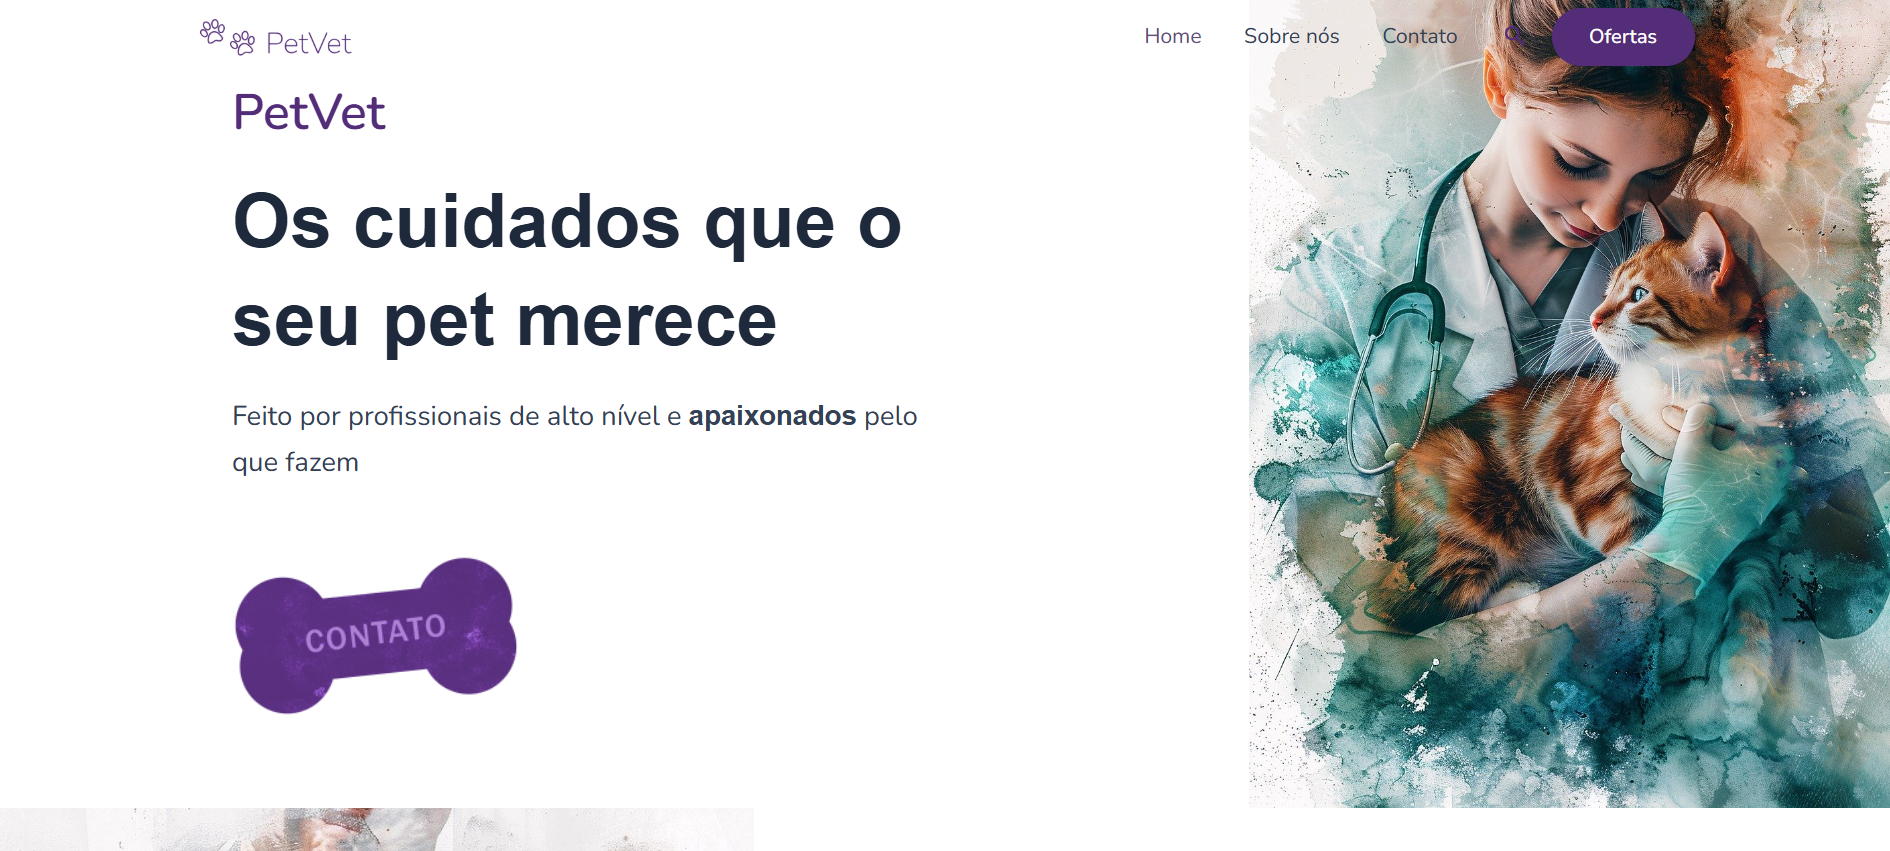 PetVet
Home
Sobre nós
Contato
Ofertas
PetVet
Os cuidados que o
seu pet merece
Feito por profissionais de alto nível e apaixonados pelo
que fazem
CONTATO